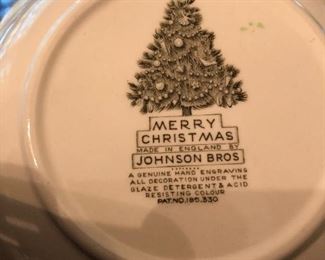 MERRY
CHRISTMAS
MADE IN ENGLAND BY
JOHNSON BROS
A GENUINE HAND ENGRAVING
ALL DECORATION UNDER THE
GLAZE DETERGENT & ACID
RESISTING COLOUR
PAT.NO.185.330